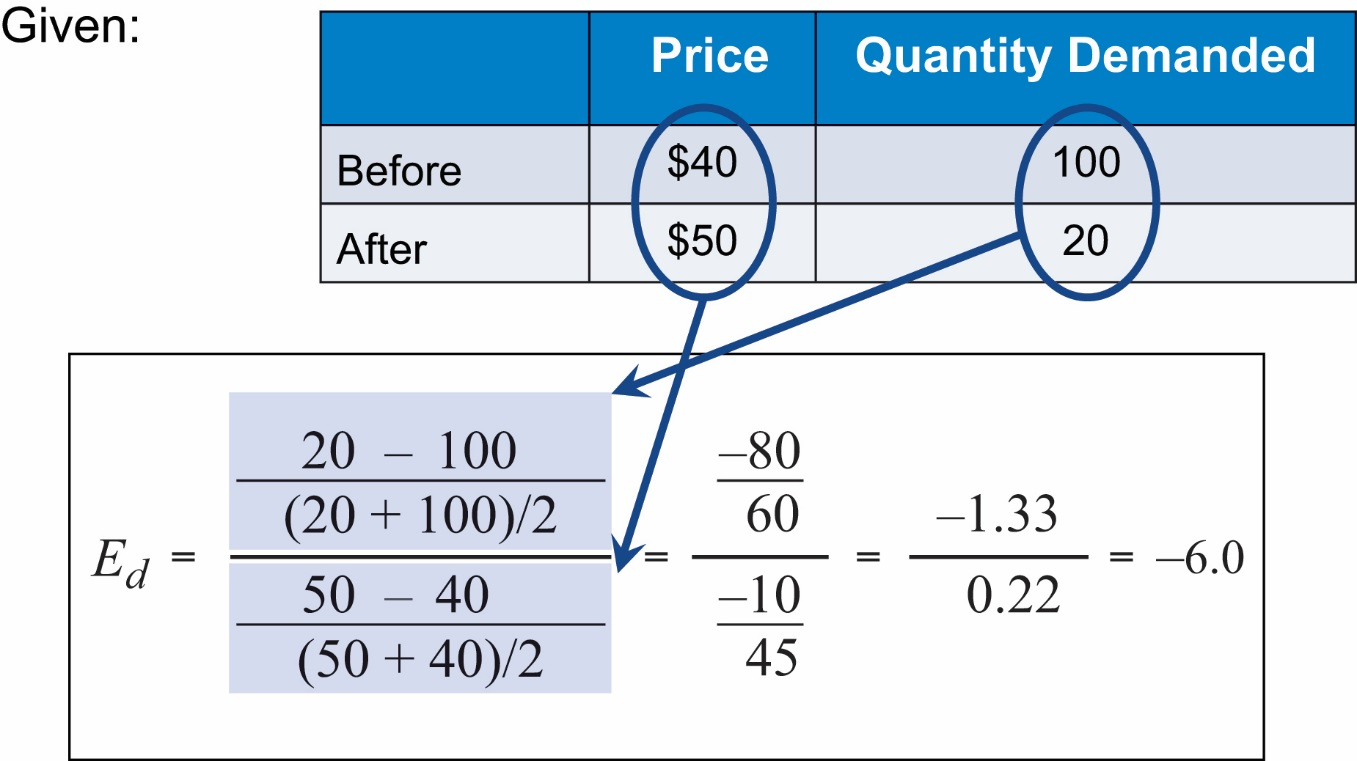 Given:
Price Quantity Demanded
Before $40 100
After $50 20
20 – 100
(20 + 100)/2
50 – 40
(50 + 40)/2
E_d = = –80/60 / –10/45 = –1.33/0.22 = –6.0